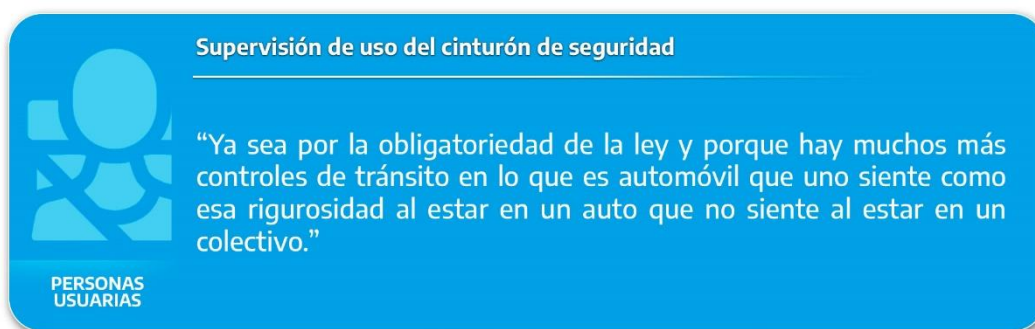 Supervisión de uso del cinturón de seguridad
“Ya sea por la obligatoriedad de la ley y porque hay muchos más
controles de tránsito en lo que es automóvil que uno siente como
esa rigurosidad al estar en un auto que no siente al estar en un
colectivo.”
PERSONAS
USUARIAS